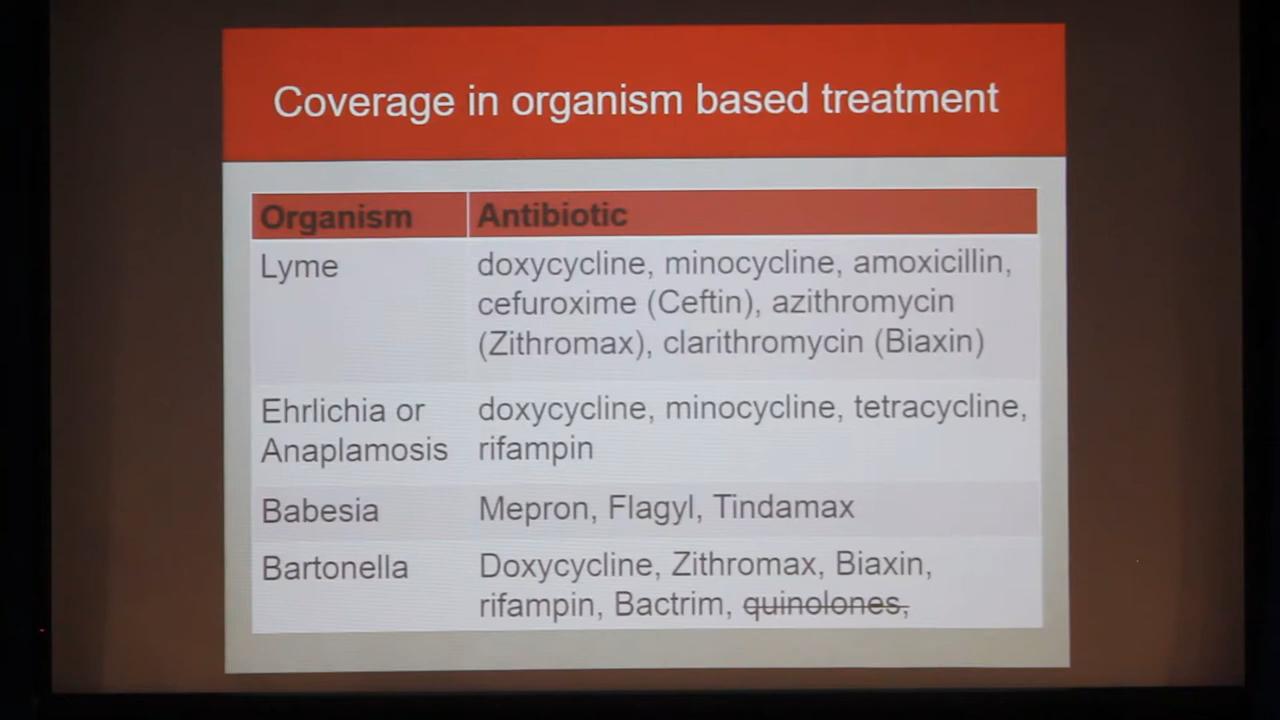 Coverage in organism based treatment
Organism
Antibiotic
Lyme
doxycycline, minocycline, amoxicillin,
cefuroxime (Ceftin), azithromycin
(Zithromax), clarithromycin (Biaxin)
Ehrlichia or
Anaplamosis
doxycycline, minocycline, tetracycline,
rifampin
Babesia
Mepron, Flagyl, Tindamax
Bartonella
Doxycycline, Zithromax, Biaxin,
rifampin, Bactrim, quinolones,